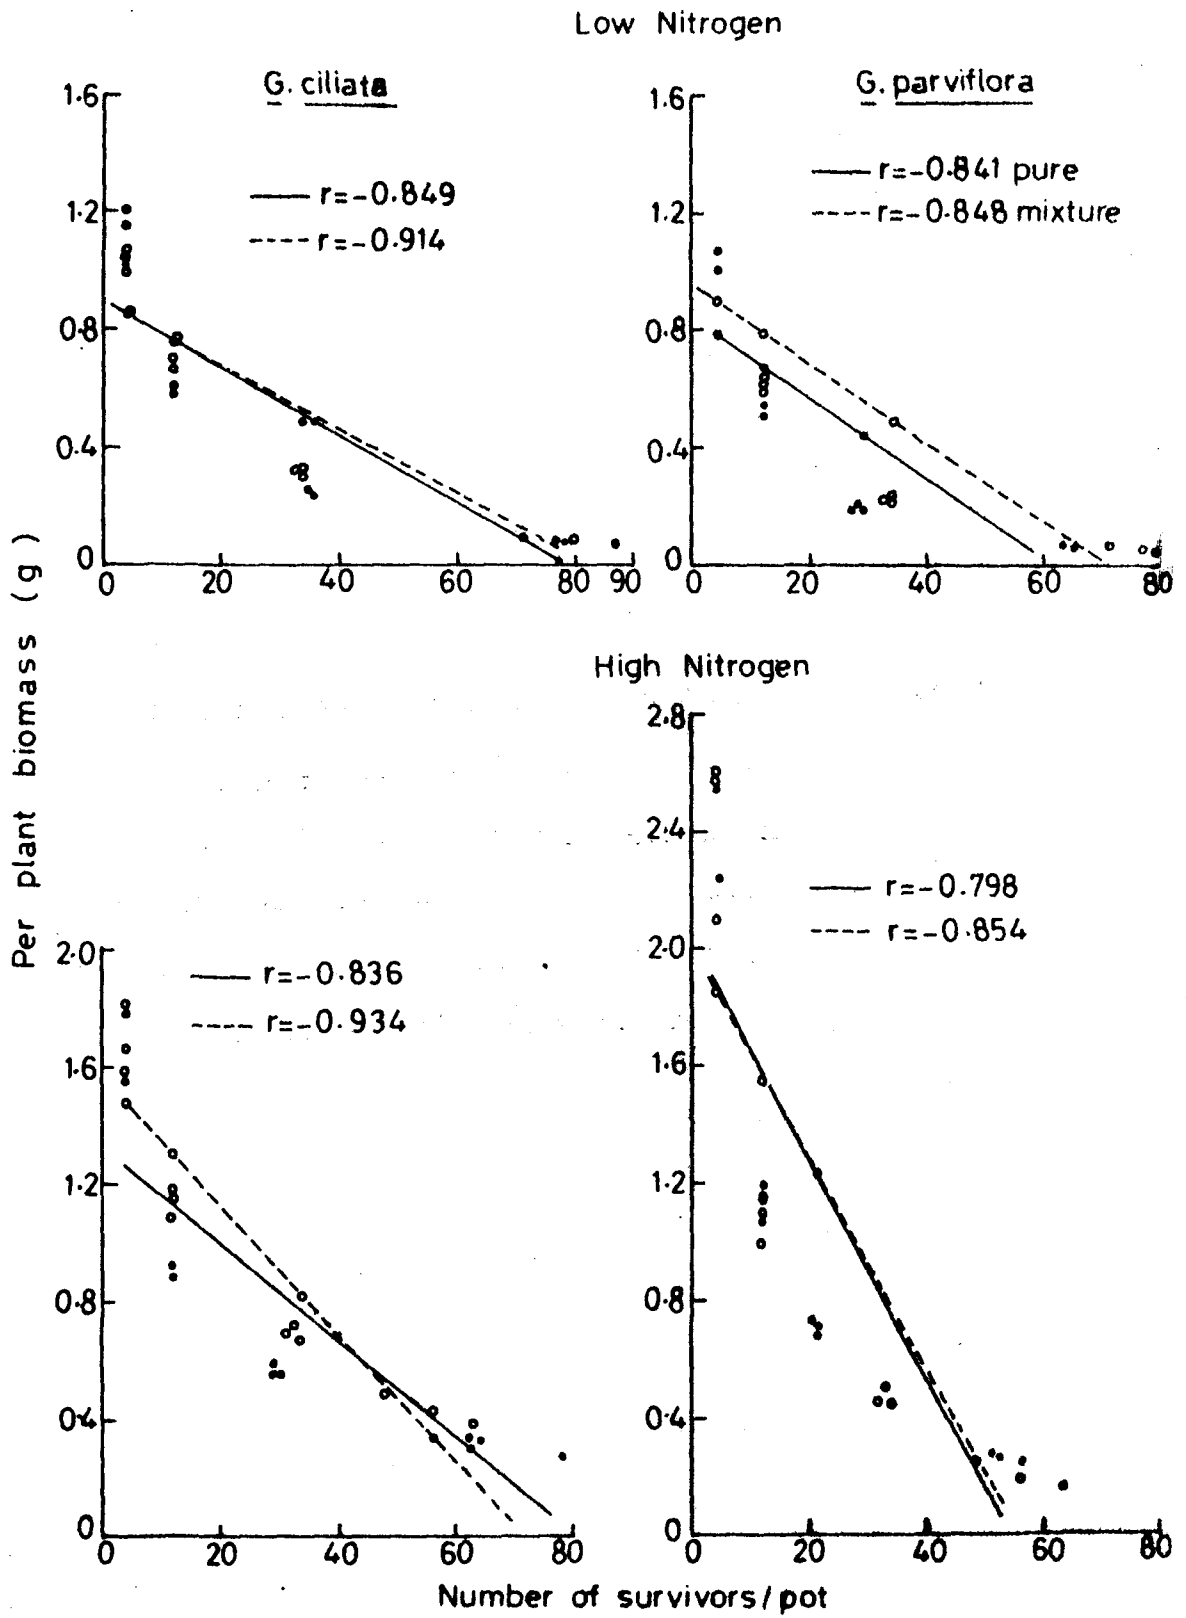 Low Nitrogen
G. ciliata
1.6
1.2
0.8
0.4
0
r=-0.849
r=-0.914
0 20 40 60 80 90
G. parviflora
1.6
1.2
0.8
0.4
0
r=-0.841 pure
r=-0.848 mixture
0 20 40 60 80
Per plant biomass (g)
High Nitrogen
2.0
1.6
1.2
0.8
0.4
0
r=-0.836
r=-0.934
0 20 40 60 80
2.8
2.4
2.0
1.6
1.2
0.8
0.4
0
r=-0.798
r=-0.854
0 20 40 60 80
Number of survivors/pot